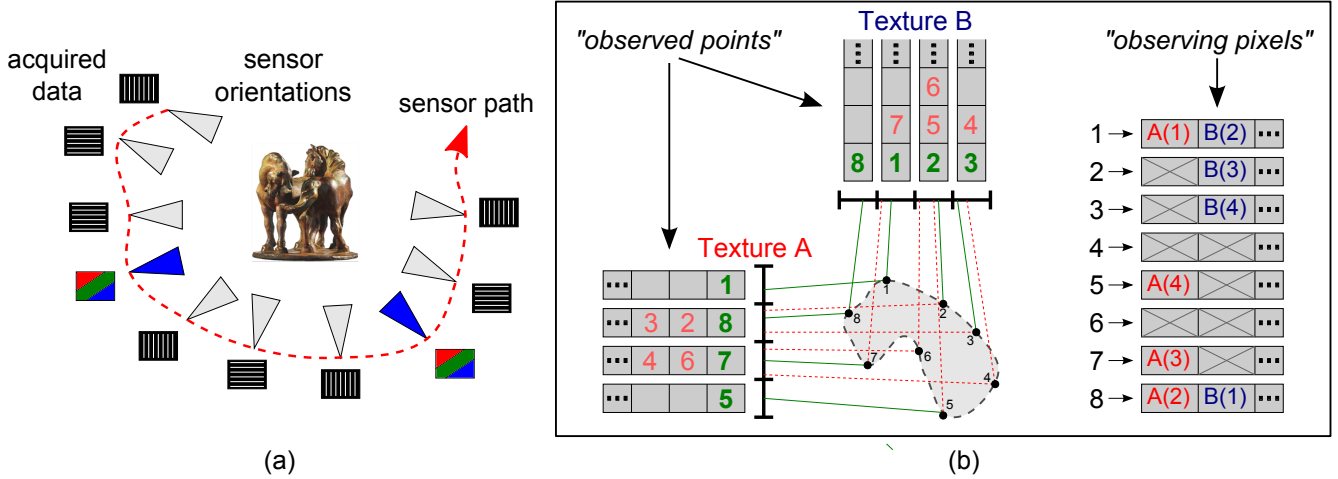 acquired
data
sensor
orientations
sensor path
(a)
"observed points"
Texture B
"observing pixels"
6
7 5 4
8 1 2 3
Texture A
1
3 2 8
4 6 7
5
1
2
3
4
5
6
7
8
1 A(1) B(2)
2 B(3)
3 B(4)
4
5 A(4)
6
7 A(3)
8 A(2) B(1)
(b)